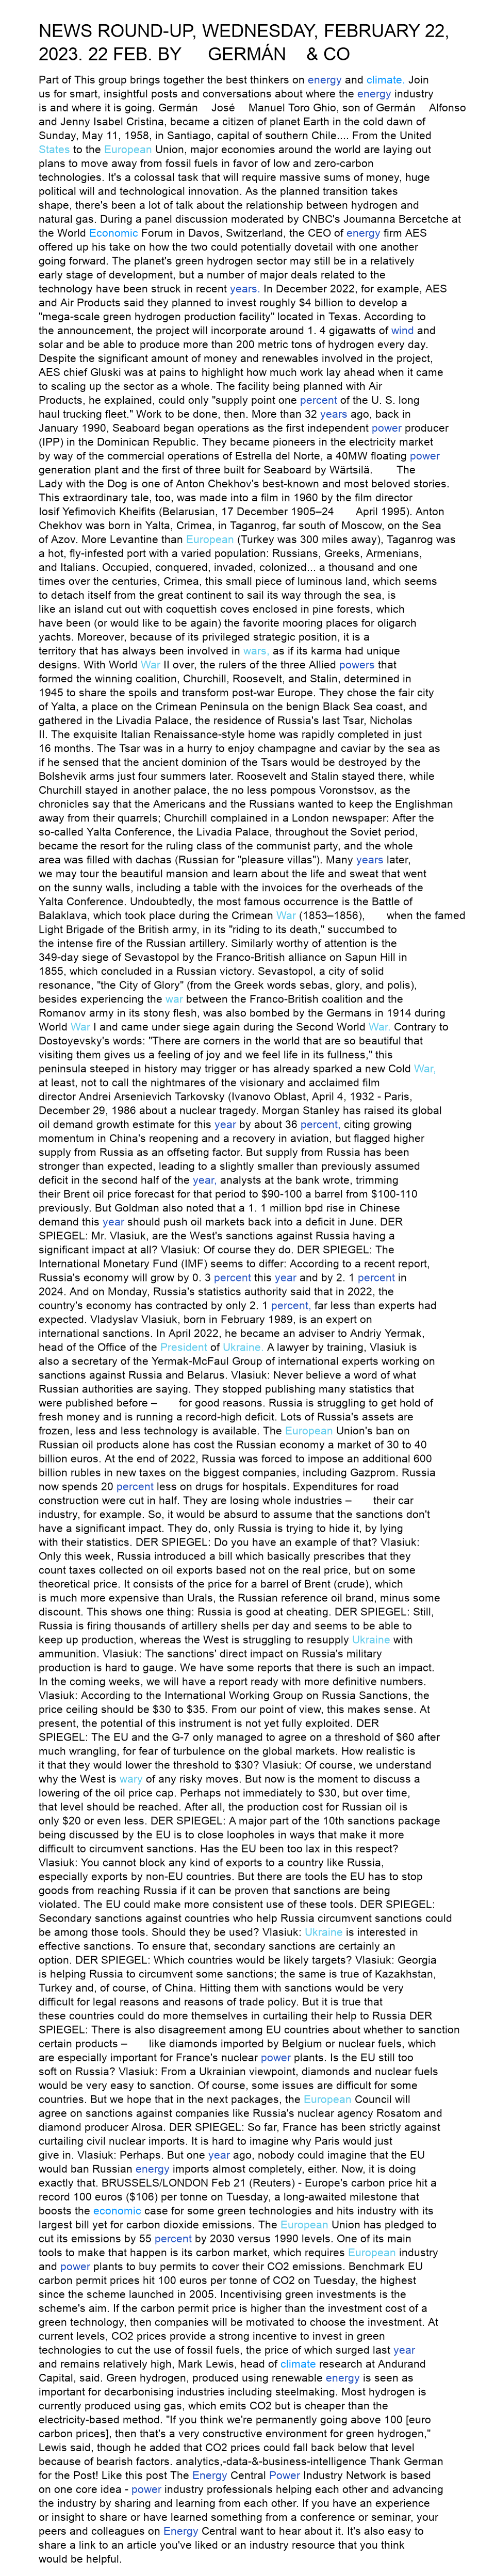 NEWS ROUND-UP, WEDNESDAY, FEBRUARY 22,
2023. 22 FEB. BY GERMÁN & CO
Part of This group brings together the best thinkers on energy and climate. Join
us for smart, insightful posts and conversations about where the energy industry
is and where it is going. Germán José Manuel Toro Ghio, son of Germán Alfonso
and Jenny Isabel Cristina, became a citizen of planet Earth in the cold dawn of
Sunday, May 11, 1958, in Santiago, capital of southern Chile.... From the United
States to the European Union, major economies around the world are laying out
plans to move away from fossil fuels in favor of low and zero-carbon
technologies. It's a colossal task that will require massive sums of money, huge
political will and technological innovation. As the planned transition takes
shape, there's been a lot of talk about the relationship between hydrogen and
natural gas. During a panel discussion moderated by CNBC's Joumanna Bercetche at
the World Economic Forum in Davos, Switzerland, the CEO of energy firm AES
offered up his take on how the two could potentially dovetail with one another
going forward. The planet's green hydrogen sector may still be in a relatively
early stage of development, but a number of major deals related to the
technology have been struck in recent years. In December 2022, for example, AES
and Air Products said they planned to invest roughly $4 billion to develop a
"mega-scale green hydrogen production facility" located in Texas. According to
the announcement, the project will incorporate around 1. 4 gigawatts of wind and
solar and be able to produce more than 200 metric tons of hydrogen every day.
Despite the significant amount of money and renewables involved in the project,
AES chief Gluski was at pains to highlight how much work lay ahead when it came
to scaling up the sector as a whole. The facility being planned with Air
Products, he explained, could only "supply point one percent of the U. S. long
haul trucking fleet." Work to be done, then. More than 32 years ago, back in
January 1990, Seaboard began operations as the first independent power producer
(IPP) in the Dominican Republic. They became pioneers in the electricity market
by way of the commercial operations of Estrella del Norte, a 40MW floating power
generation plant and the first of three built for Seaboard by Wärtsilä. The
Lady with the Dog is one of Anton Chekhov's best-known and most beloved stories.
This extraordinary tale, too, was made into a film in 1960 by the film director
Iosif Yefimovich Kheifits (Belarusian, 17 December 1905–24 April 1995). Anton
Chekhov was born in Yalta, Crimea, in Taganrog, far south of Moscow, on the Sea
of Azov. More Levantine than European (Turkey was 300 miles away), Taganrog was
a hot, fly-infested port with a varied population: Russians, Greeks, Armenians,
and Italians. Occupied, conquered, invaded, colonized... a thousand and one
times over the centuries, Crimea, this small piece of luminous land, which seems
to detach itself from the great continent to sail its way through the sea, is
like an island cut out with coquettish coves enclosed in pine forests, which
have been (or would like to be again) the favorite mooring places for oligarch
yachts. Moreover, because of its privileged strategic position, it is a
territory that has always been involved in wars, as if its karma had unique
designs. With World War II over, the rulers of the three Allied powers that
formed the winning coalition, Churchill, Roosevelt, and Stalin, determined in
1945 to share the spoils and transform post-war Europe. They chose the fair city
of Yalta, a place on the Crimean Peninsula on the benign Black Sea coast, and
gathered in the Livadia Palace, the residence of Russia's last Tsar, Nicholas
II. The exquisite Italian Renaissance-style home was rapidly completed in just
16 months. The Tsar was in a hurry to enjoy champagne and caviar by the sea as
if he sensed that the ancient dominion of the Tsars would be destroyed by the
Bolshevik arms just four summers later. Roosevelt and Stalin stayed there, while
Churchill stayed in another palace, the no less pompous Voronstsov, as the
chronicles say that the Americans and the Russians wanted to keep the Englishman
away from their quarrels; Churchill complained in a London newspaper: After the
so-called Yalta Conference, the Livadia Palace, throughout the Soviet period,
became the resort for the ruling class of the communist party, and the whole
area was filled with dachas (Russian for "pleasure villas"). Many years later,
we may tour the beautiful mansion and learn about the life and sweat that went
on the sunny walls, including a table with the invoices for the overheads of the
Yalta Conference. Undoubtedly, the most famous occurrence is the Battle of
Balaklava, which took place during the Crimean War (1853–1856), when the famed
Light Brigade of the British army, in its "riding to its death," succumbed to
the intense fire of the Russian artillery. Similarly worthy of attention is the
349-day siege of Sevastopol by the Franco-British alliance on Sapun Hill in
1855, which concluded in a Russian victory. Sevastopol, a city of solid
resonance, "the City of Glory" (from the Greek words sebas, glory, and polis),
besides experiencing the war between the Franco-British coalition and the
Romanov army in its stony flesh, was also bombed by the Germans in 1914 during
World War I and came under siege again during the Second World War. Contrary to
Dostoyevsky's words: "There are corners in the world that are so beautiful that
visiting them gives us a feeling of joy and we feel life in its fullness," this
peninsula steeped in history may trigger or has already sparked a new Cold War,
at least, not to call the nightmares of the visionary and acclaimed film
director Andrei Arsenievich Tarkovsky (Ivanovo Oblast, April 4, 1932 - Paris,
December 29, 1986 about a nuclear tragedy. Morgan Stanley has raised its global
oil demand growth estimate for this year by about 36 percent, citing growing
momentum in China's reopening and a recovery in aviation, but flagged higher
supply from Russia as an offseting factor. But supply from Russia has been
stronger than expected, leading to a slightly smaller than previously assumed
deficit in the second half of the year, analysts at the bank wrote, trimming
their Brent oil price forecast for that period to $90-100 a barrel from $100-110
previously. But Goldman also noted that a 1. 1 million bpd rise in Chinese
demand this year should push oil markets back into a deficit in June. DER
SPIEGEL: Mr. Vlasiuk, are the West's sanctions against Russia having a
significant impact at all? Vlasiuk: Of course they do. DER SPIEGEL: The
International Monetary Fund (IMF) seems to differ: According to a recent report,
Russia's economy will grow by 0. 3 percent this year and by 2. 1 percent in
2024. And on Monday, Russia's statistics authority said that in 2022, the
country's economy has contracted by only 2. 1 percent, far less than experts had
expected. Vladyslav Vlasiuk, born in February 1989, is an expert on
international sanctions. In April 2022, he became an adviser to Andriy Yermak,
head of the Office of the President of Ukraine. A lawyer by training, Vlasiuk is
also a secretary of the Yermak-McFaul Group of international experts working on
sanctions against Russia and Belarus. Vlasiuk: Never believe a word of what
Russian authorities are saying. They stopped publishing many statistics that
were published before – for good reasons. Russia is struggling to get hold of
fresh money and is running a record-high deficit. Lots of Russia's assets are
frozen, less and less technology is available. The European Union's ban on
Russian oil products alone has cost the Russian economy a market of 30 to 40
billion euros. At the end of 2022, Russia was forced to impose an additional 600
billion rubles in new taxes on the biggest companies, including Gazprom. Russia
now spends 20 percent less on drugs for hospitals. Expenditures for road
construction were cut in half. They are losing whole industries – their car
industry, for example. So, it would be absurd to assume that the sanctions don't
have a significant impact. They do, only Russia is trying to hide it, by lying
with their statistics. DER SPIEGEL: Do you have an example of that? Vlasiuk:
Only this week, Russia introduced a bill which basically prescribes that they
count taxes collected on oil exports based not on the real price, but on some
theoretical price. It consists of the price for a barrel of Brent (crude), which
is much more expensive than Urals, the Russian reference oil brand, minus some
discount. This shows one thing: Russia is good at cheating. DER SPIEGEL: Still,
Russia is firing thousands of artillery shells per day and seems to be able to
keep up production, whereas the West is struggling to resupply Ukraine with
ammunition. Vlasiuk: The sanctions' direct impact on Russia's military
production is hard to gauge. We have some reports that there is such an impact.
In the coming weeks, we will have a report ready with more definitive numbers.
Vlasiuk: According to the International Working Group on Russia Sanctions, the
price ceiling should be $30 to $35. From our point of view, this makes sense. At
present, the potential of this instrument is not yet fully exploited. DER
SPIEGEL: The EU and the G-7 only managed to agree on a threshold of $60 after
much wrangling, for fear of turbulence on the global markets. How realistic is
it that they would lower the threshold to $30? Vlasiuk: Of course, we understand
why the West is wary of any risky moves. But now is the moment to discuss a
lowering of the oil price cap. Perhaps not immediately to $30, but over time,
that level should be reached. After all, the production cost for Russian oil is
only $20 or even less. DER SPIEGEL: A major part of the 10th sanctions package
being discussed by the EU is to close loopholes in ways that make it more
difficult to circumvent sanctions. Has the EU been too lax in this respect?
Vlasiuk: You cannot block any kind of exports to a country like Russia,
especially exports by non-EU countries. But there are tools the EU has to stop
goods from reaching Russia if it can be proven that sanctions are being
violated. The EU could make more consistent use of these tools. DER SPIEGEL:
Secondary sanctions against countries who help Russia circumvent sanctions could
be among those tools. Should they be used? Vlasiuk: Ukraine is interested in
effective sanctions. To ensure that, secondary sanctions are certainly an
option. DER SPIEGEL: Which countries would be likely targets? Vlasiuk: Georgia
is helping Russia to circumvent some sanctions; the same is true of Kazakhstan,
Turkey and, of course, of China. Hitting them with sanctions would be very
difficult for legal reasons and reasons of trade policy. But it is true that
these countries could do more themselves in curtailing their help to Russia DER
SPIEGEL: There is also disagreement among EU countries about whether to sanction
certain products – like diamonds imported by Belgium or nuclear fuels, which
are especially important for France's nuclear power plants. Is the EU still too
soft on Russia? Vlasiuk: From a Ukrainian viewpoint, diamonds and nuclear fuels
would be very easy to sanction. Of course, some issues are difficult for some
countries. But we hope that in the next packages, the European Council will
agree on sanctions against companies like Russia's nuclear agency Rosatom and
diamond producer Alrosa. DER SPIEGEL: So far, France has been strictly against
curtailing civil nuclear imports. It is hard to imagine why Paris would just
give in. Vlasiuk: Perhaps. But one year ago, nobody could imagine that the EU
would ban Russian energy imports almost completely, either. Now, it is doing
exactly that. BRUSSELS/LONDON Feb 21 (Reuters) - Europe's carbon price hit a
record 100 euros ($106) per tonne on Tuesday, a long-awaited milestone that
boosts the economic case for some green technologies and hits industry with its
largest bill yet for carbon dioxide emissions. The European Union has pledged to
cut its emissions by 55 percent by 2030 versus 1990 levels. One of its main
tools to make that happen is its carbon market, which requires European industry
and power plants to buy permits to cover their CO2 emissions. Benchmark EU
carbon permit prices hit 100 euros per tonne of CO2 on Tuesday, the highest
since the scheme launched in 2005. Incentivising green investments is the
scheme's aim. If the carbon permit price is higher than the investment cost of a
green technology, then companies will be motivated to choose the investment. At
current levels, CO2 prices provide a strong incentive to invest in green
technologies to cut the use of fossil fuels, the price of which surged last year
and remains relatively high, Mark Lewis, head of climate research at Andurand
Capital, said. Green hydrogen, produced using renewable energy is seen as
important for decarbonising industries including steelmaking. Most hydrogen is
currently produced using gas, which emits CO2 but is cheaper than the
electricity-based method. "If you think we're permanently going above 100 [euro
carbon prices], then that's a very constructive environment for green hydrogen,"
Lewis said, though he added that CO2 prices could fall back below that level
because of bearish factors. analytics,-data-&-business-intelligence Thank German
for the Post! Like this post The Energy Central Power Industry Network is based
on one core idea - power industry professionals helping each other and advancing
the industry by sharing and learning from each other. If you have an experience
or insight to share or have learned something from a conference or seminar, your
peers and colleagues on Energy Central want to hear about it. It's also easy to
share a link to an article you've liked or an industry resource that you think
would be helpful.